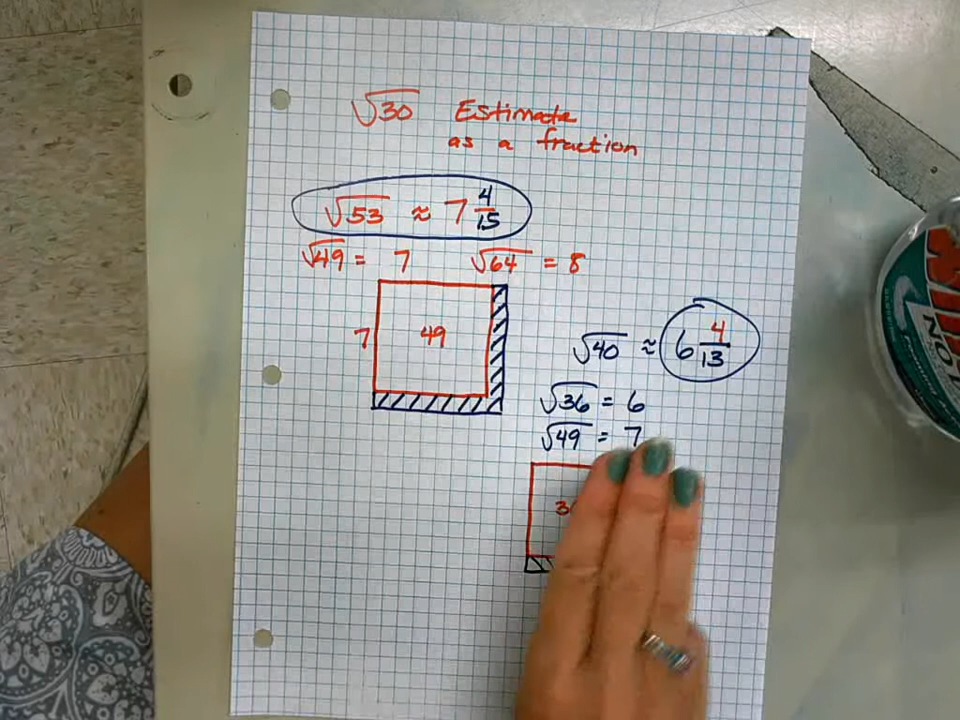 √30 Estimate
as a fraction
√53 ≈ 7 4/15
√49 = 7 √64 = 8
7 49
√40 ≈ 6 4/13
√36 = 6
√49 = 7
NOT